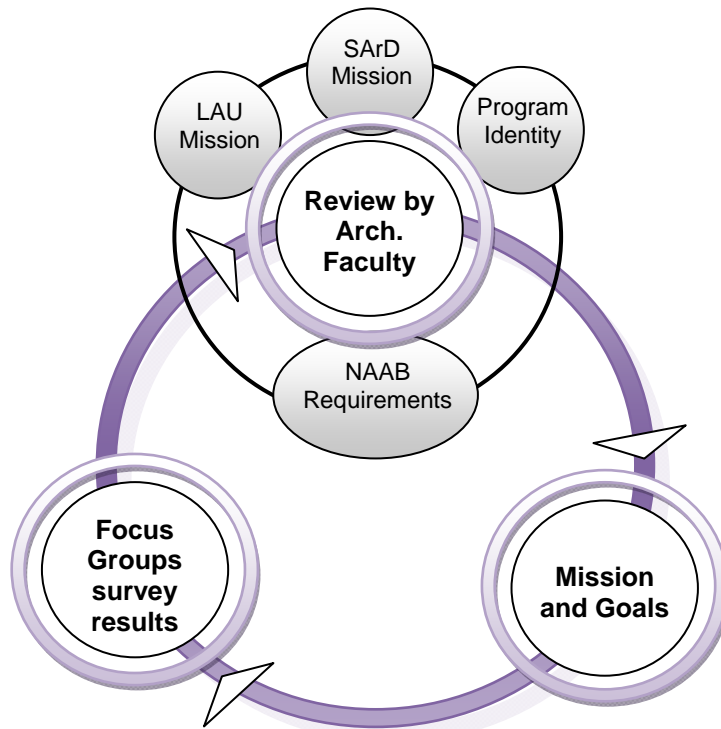 SArD
Mission
LAU
Mission
Program
Identity
Review by
Arch.
Faculty
NAAB
Requirements
Focus
Groups
survey
results
Mission
and Goals